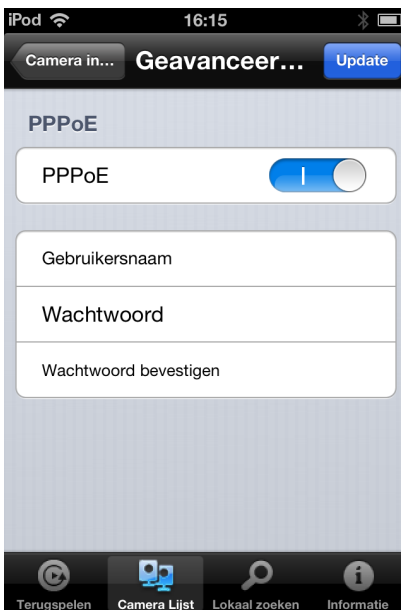 iPod 16:15
Camera in... Geavanceer... Update
PPPoE
PPPoE
Gebruikersnaam
Wachtwoord
Wachtwoord bevestigen
Terugspelen Camera Lijst Lokaal zoeken Informatie